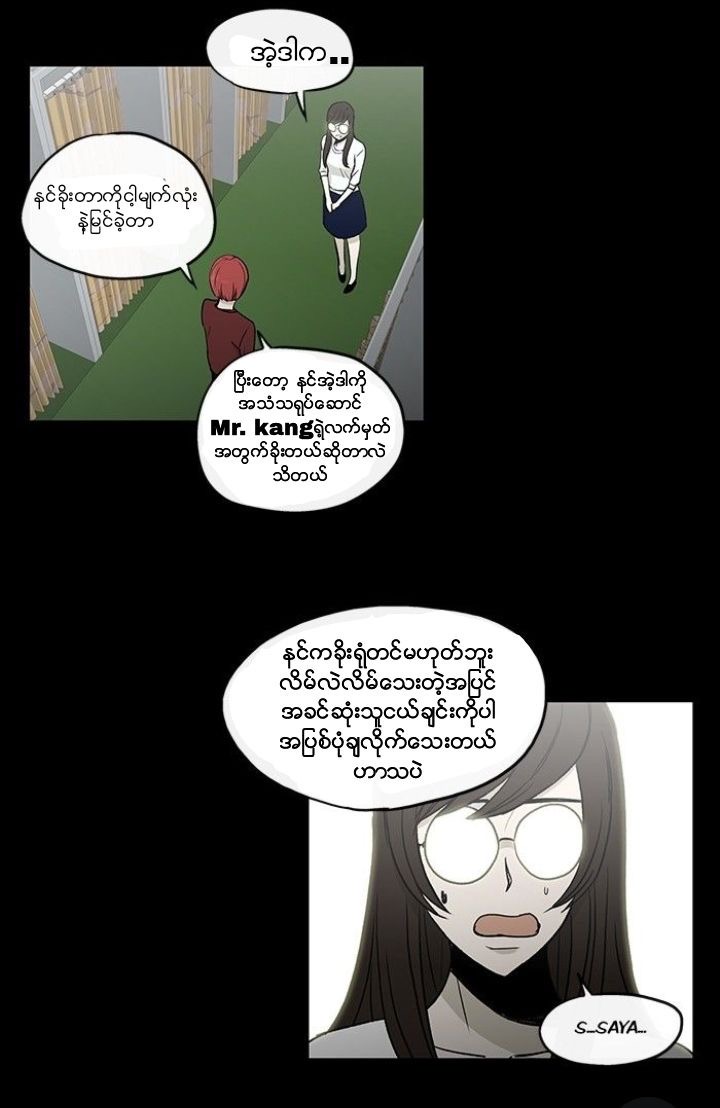 အဲ့ဒါက..
နင်ခိုးတာကိုငါ့မျက်လုံး
နဲ့မြင်ခဲ့တာ
ပြီးတော့ နင်အဲ့ဒါကို
အသံသရုပ်ဆောင်
Mr. kangရဲ့လက်မှတ်
အတွက်ခိုးတယ်ဆိုတာလဲ
သိတယ်
နင်ကခိုးရုံတင်မဟုတ်ဘူး
လိမ်လဲလိမ်သေးတဲ့အပြင်
အခင်ဆုံးသူငယ်ချင်းကိုပါ
အပြစ်ပုံချလိုက်သေးတယ်
ဟာသပဲ
S...SAYA...